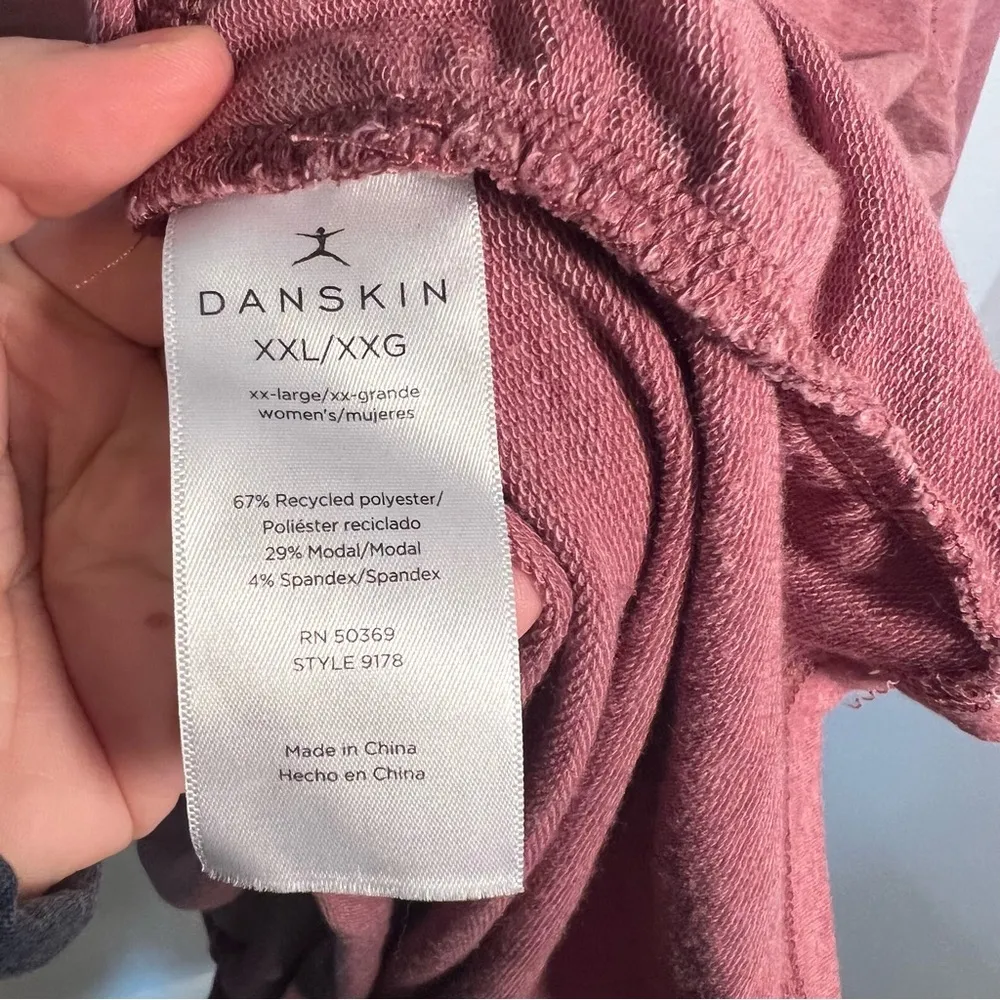 DANSKIN
XXL/XXG
xx-large/xx-grande
women's/mujeres
67% Recycled polyester/
Poliéster reciclado
29% Modal/Modal
4% Spandex/Spandex
RN 50369
STYLE 9178
Made in China
Hecho en China